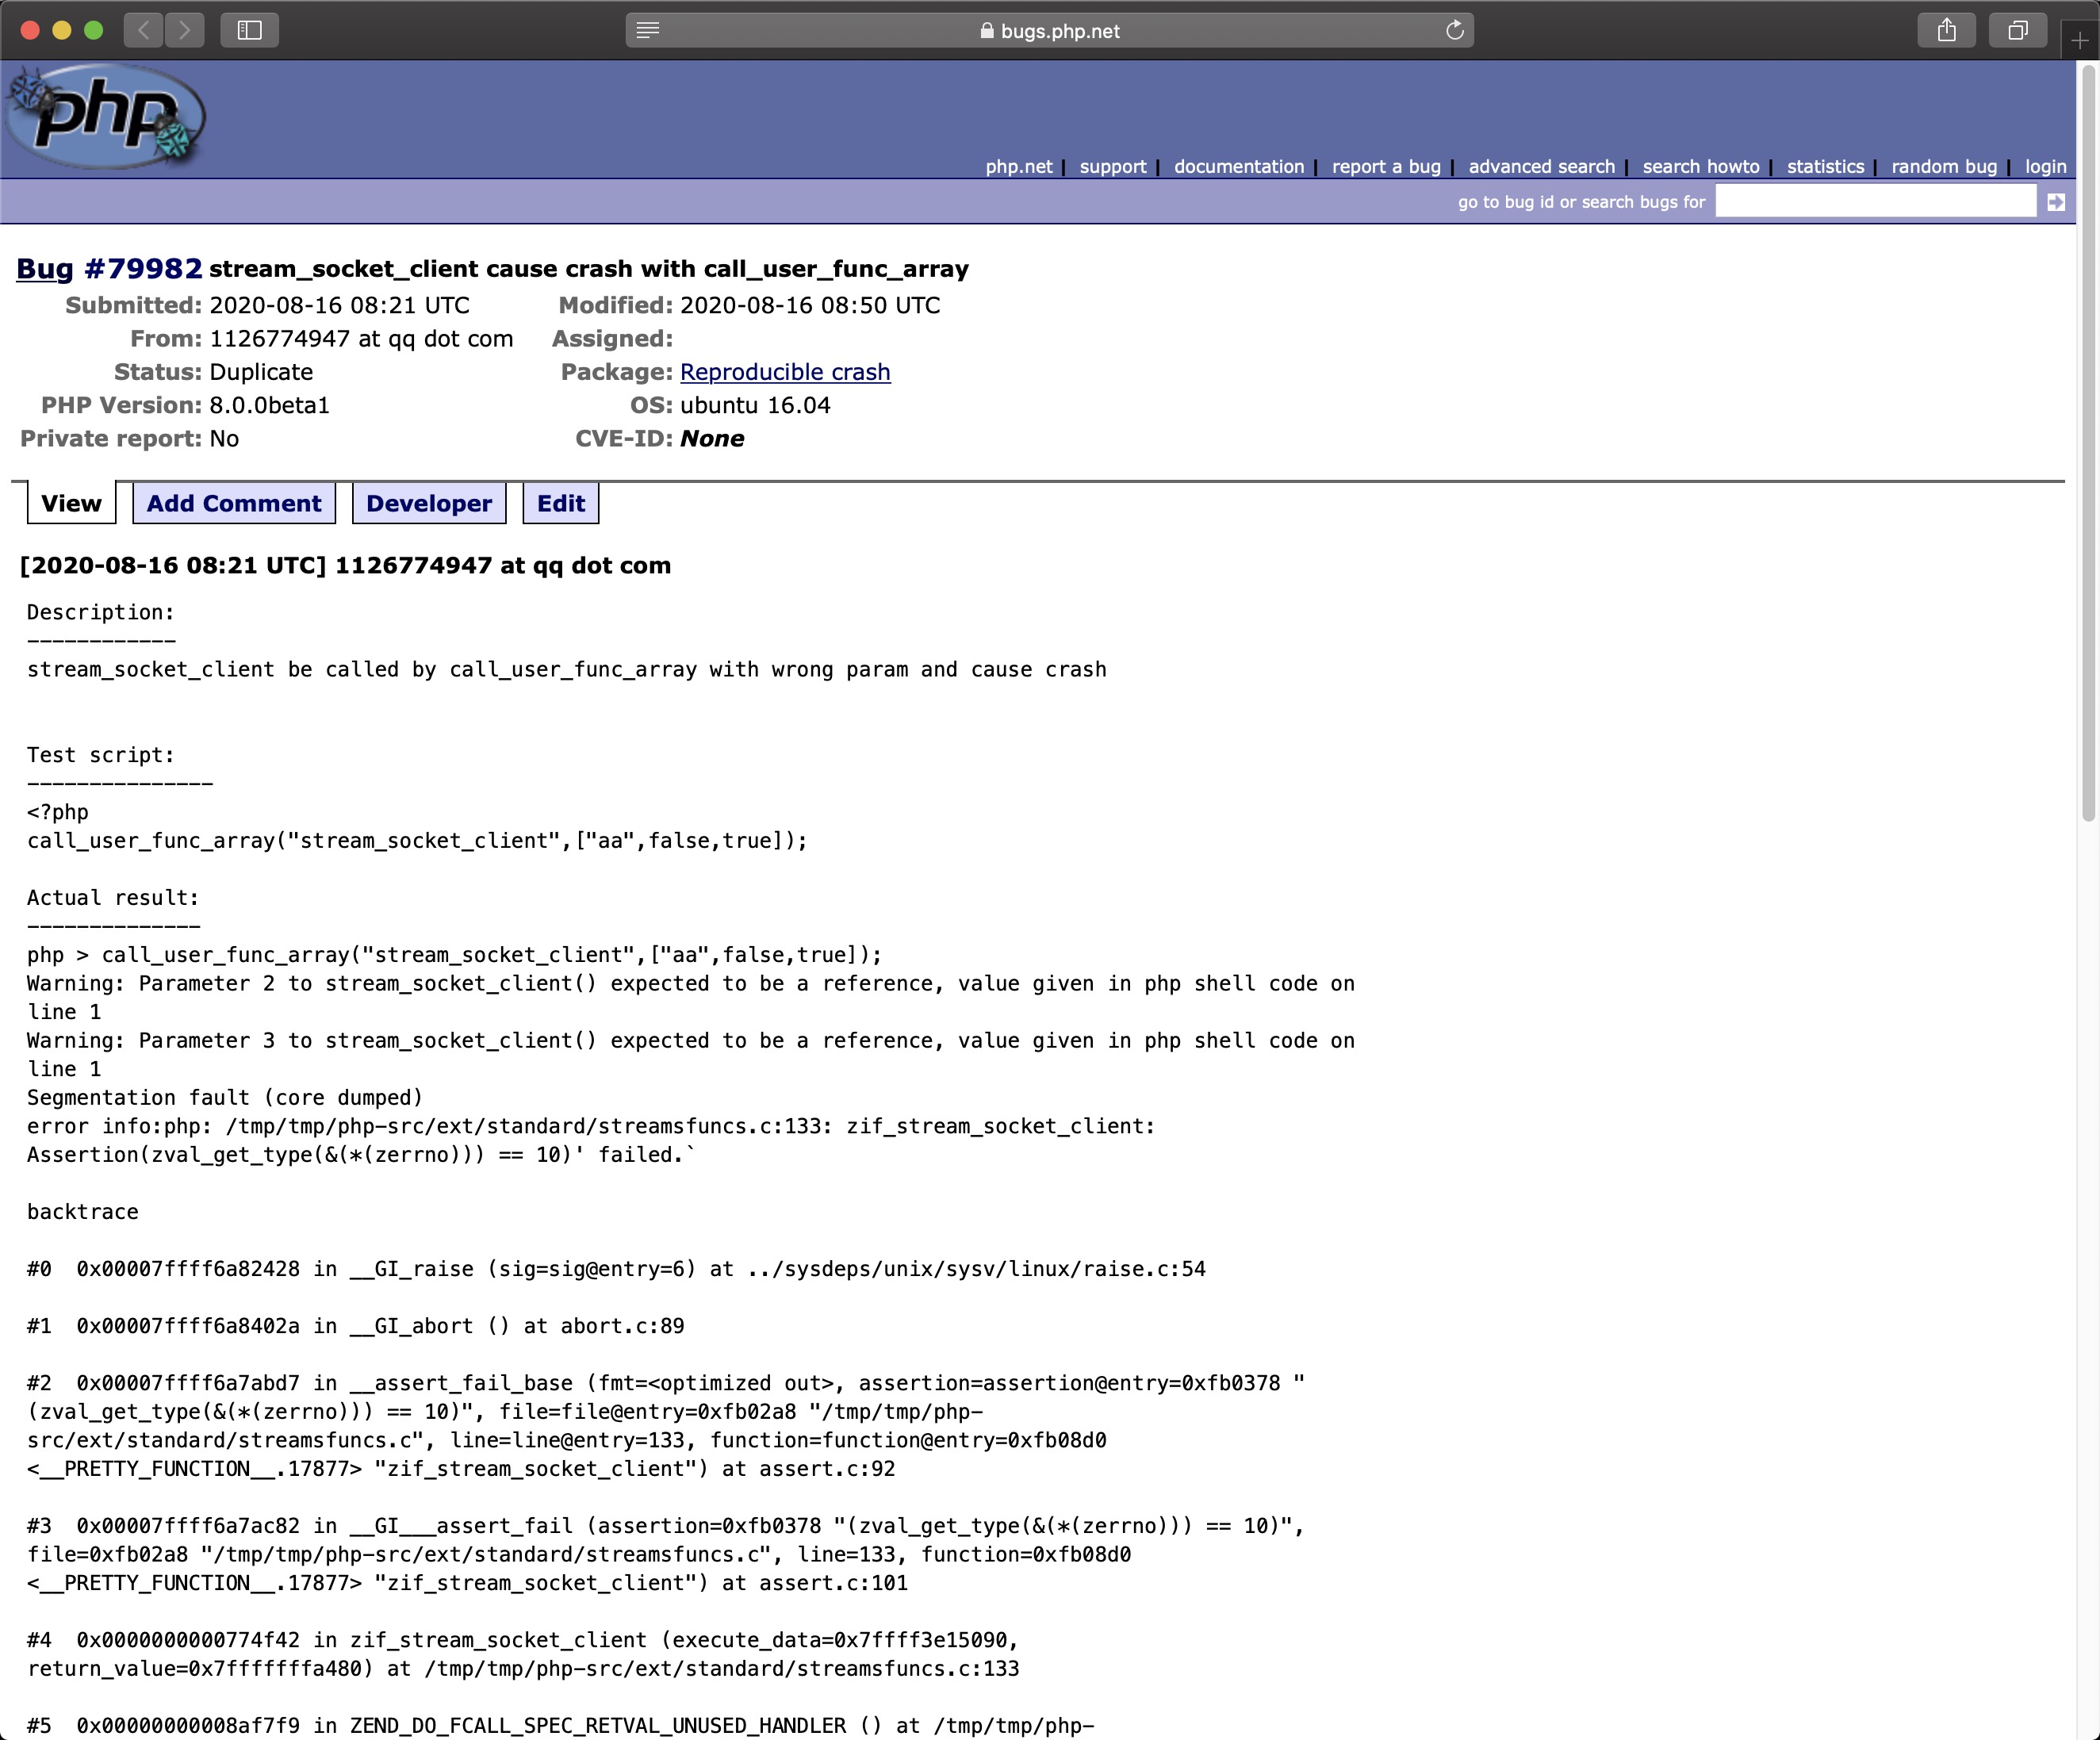 bugs.php.net
php
php.net | support | documentation | report a bug | advanced search | search howto | statistics | random bug | login
go to bug id or search bugs for
Bug #79982 stream_socket_client cause crash with call_user_func_array
Submitted: 2020-08-16 08:21 UTC Modified: 2020-08-16 08:50 UTC
From: 1126774947 at qq dot com Assigned:
Status: Duplicate Package: Reproducible crash
PHP Version: 8.0.0beta1 OS: ubuntu 16.04
Private report: No CVE-ID: None
View Add Comment Developer Edit
[2020-08-16 08:21 UTC] 1126774947 at qq dot com
Description:
------------
stream_socket_client be called by call_user_func_array with wrong param and cause crash
Test script:
---------------
<?php
call_user_func_array("stream_socket_client",["aa",false,true]);
Actual result:
--------------
php > call_user_func_array("stream_socket_client",["aa",false,true]);
Warning: Parameter 2 to stream_socket_client() expected to be a reference, value given in php shell code on
line 1
Warning: Parameter 3 to stream_socket_client() expected to be a reference, value given in php shell code on
line 1
Segmentation fault (core dumped)
error info:php: /tmp/tmp/php-src/ext/standard/streamsfuncs.c:133: zif_stream_socket_client:
Assertion(zval_get_type(&(*(zerrno))) == 10)' failed.`
backtrace
#0  0x00007ffff6a82428 in __GI_raise (sig=sig@entry=6) at ../sysdeps/unix/sysv/linux/raise.c:54
#1  0x00007ffff6a8402a in __GI_abort () at abort.c:89
#2  0x00007ffff6a7abd7 in __assert_fail_base (fmt=<optimized out>, assertion=assertion@entry=0xfb0378 "
(zval_get_type(&(*(zerrno))) == 10)", file=file@entry=0xfb02a8 "/tmp/tmp/php-
src/ext/standard/streamsfuncs.c", line=line@entry=133, function=function@entry=0xfb08d0
<__PRETTY_FUNCTION__.17877> "zif_stream_socket_client") at assert.c:92
#3  0x00007ffff6a7ac82 in __GI___assert_fail (assertion=0xfb0378 "(zval_get_type(&(*(zerrno))) == 10)",
file=0xfb02a8 "/tmp/tmp/php-src/ext/standard/streamsfuncs.c", line=133, function=0xfb08d0
<__PRETTY_FUNCTION__.17877> "zif_stream_socket_client") at assert.c:101
#4  0x0000000000774f42 in zif_stream_socket_client (execute_data=0x7ffff3e15090,
return_value=0x7fffffffa480) at /tmp/tmp/php-src/ext/standard/streamsfuncs.c:133
#5  0x00000000008af7f9 in ZEND_DO_FCALL_SPEC_RETVAL_UNUSED_HANDLER () at /tmp/tmp/php-